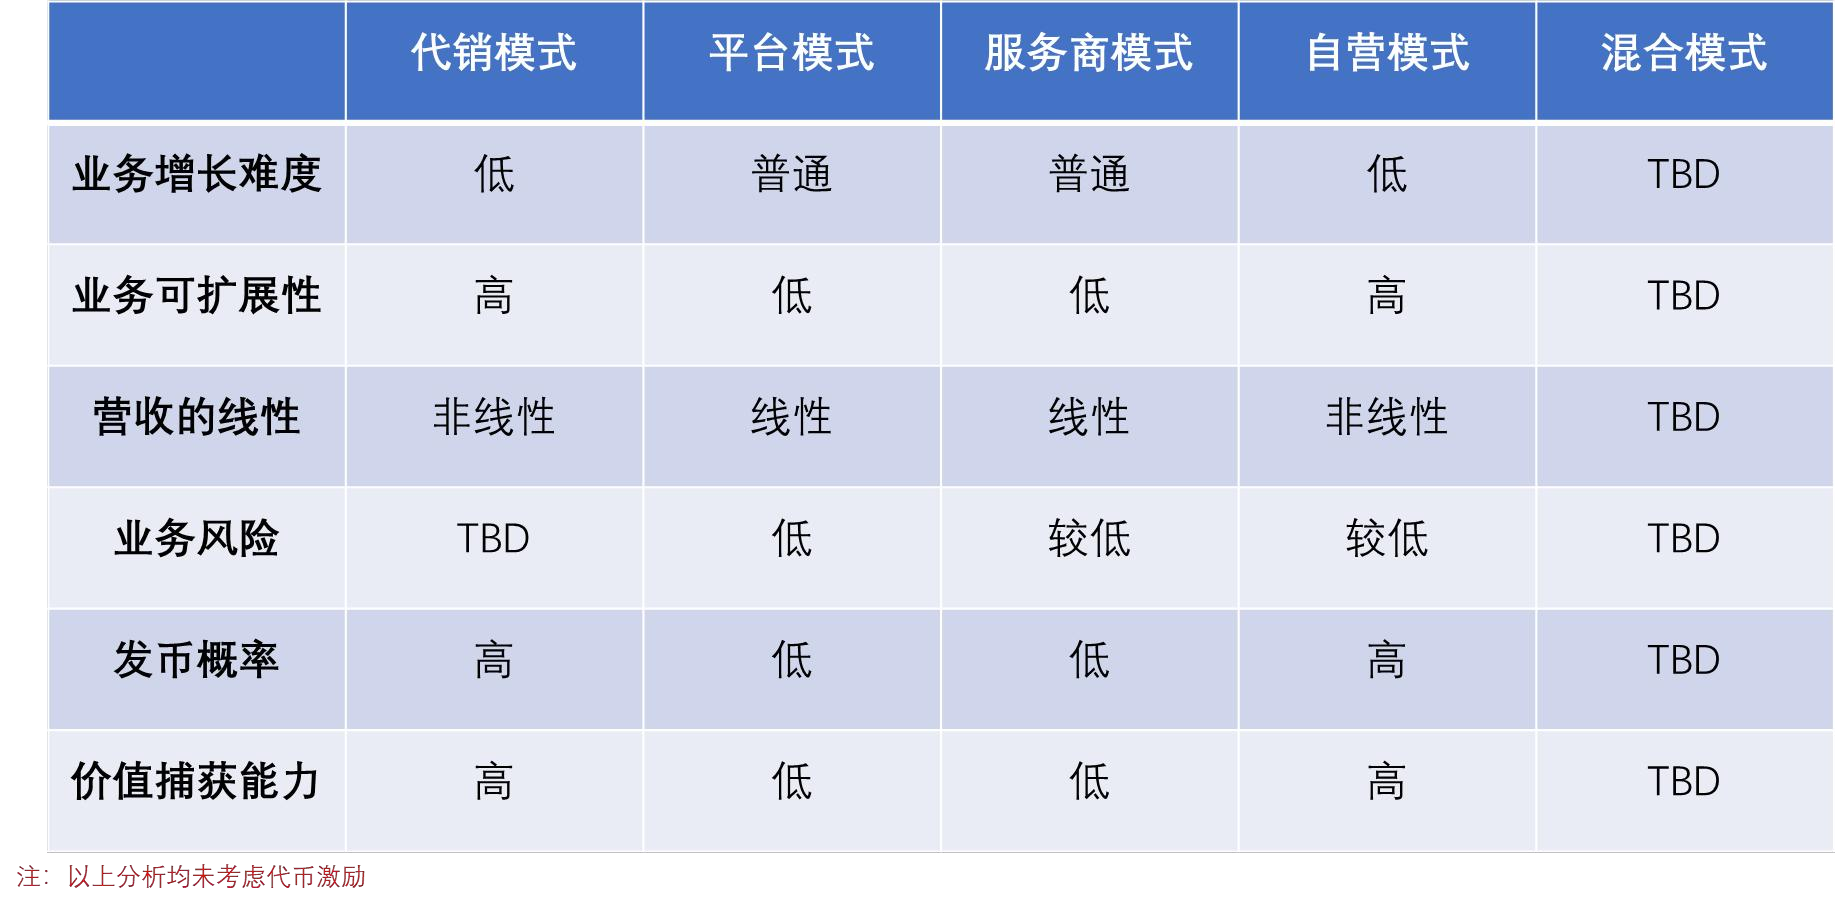 代销模式 平台模式 服务商模式 自营模式 混合模式
业务增长难度 低 普通 普通 低 TBD
业务可扩展性 高 低 低 高 TBD
营收的线性 非线性 线性 线性 非线性 TBD
业务风险 TBD 低 较低 较低 TBD
发币概率 高 低 低 高 TBD
价值捕获能力 高 低 低 高 TBD
注：以上分析均未考虑代币激励